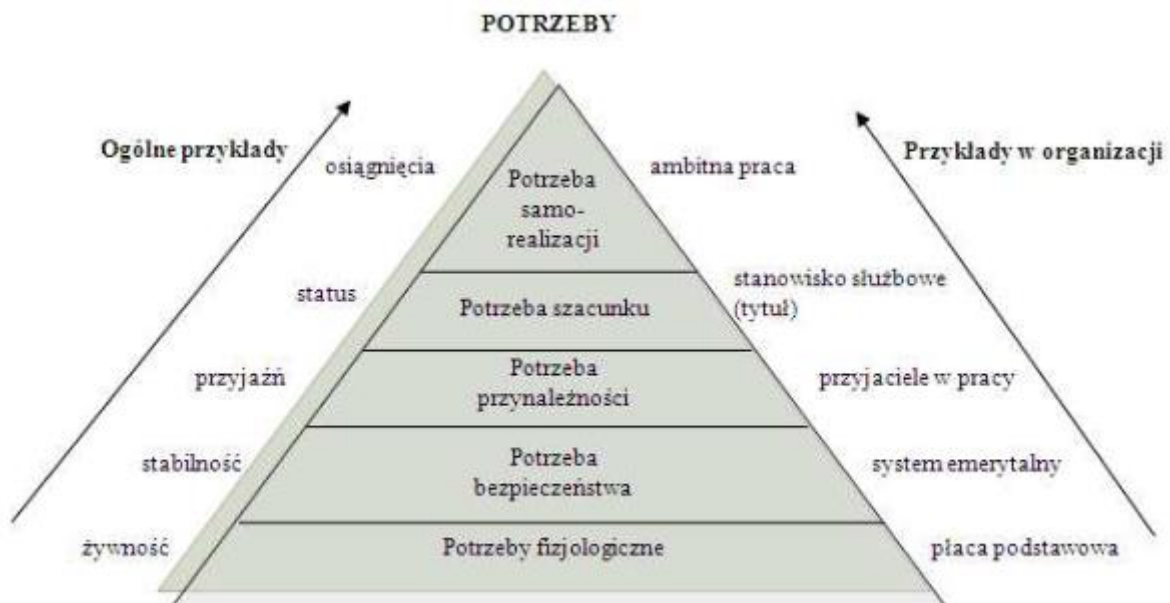 POTRZEBY
Ogólne przykłady
Przykłady w organizacji
osiągnięcia
Potrzeba
samo-
realizacji
ambitna praca
status
Potrzeba szacunku
stanowisko służbowe
(tytuł)
przyjaźń
Potrzeba
przynależności
przyjaciele w pracy
stabilność
Potrzeba
bezpieczeństwa
system emerytalny
żywność
Potrzeby fizjologiczne
płaca podstawowa